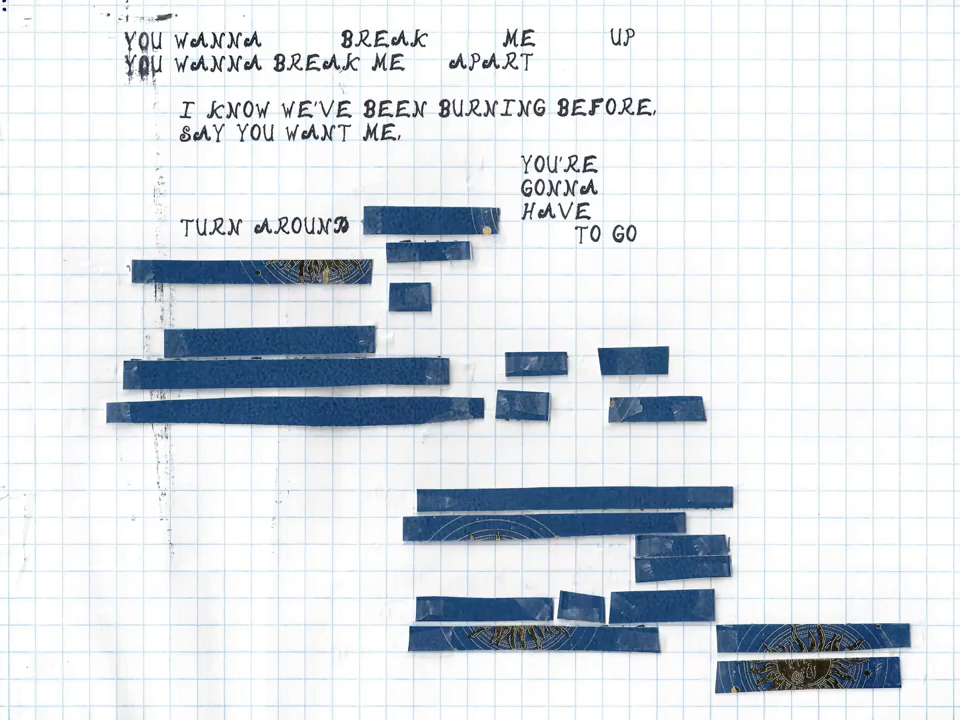 YOU WANNA BREAK ME UP
YOU WANNA BREAK ME APART
I KNOW WE'VE BEEN BURNING BEFORE,
SAY YOU WANT ME,
YOU'RE
GONNA
HAVE
TO GO
TURN AROUND